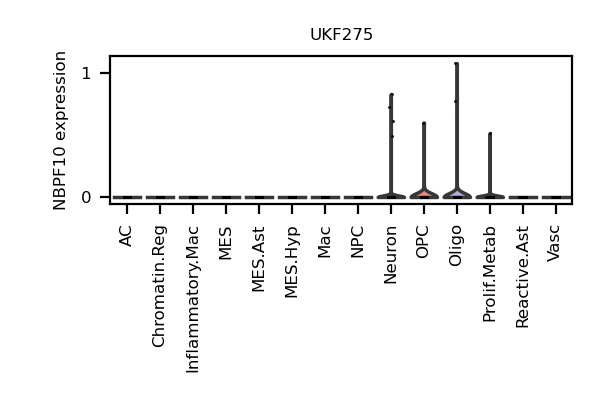 UKF275
NBPF10 expression
1
0
AC
Chromatin.Reg
Inflammatory.Mac
MES
MES.Ast
MES.Hyp
Mac
NPC
Neuron
OPC
Oligo
Prolif.Metab
Reactive.Ast
Vasc